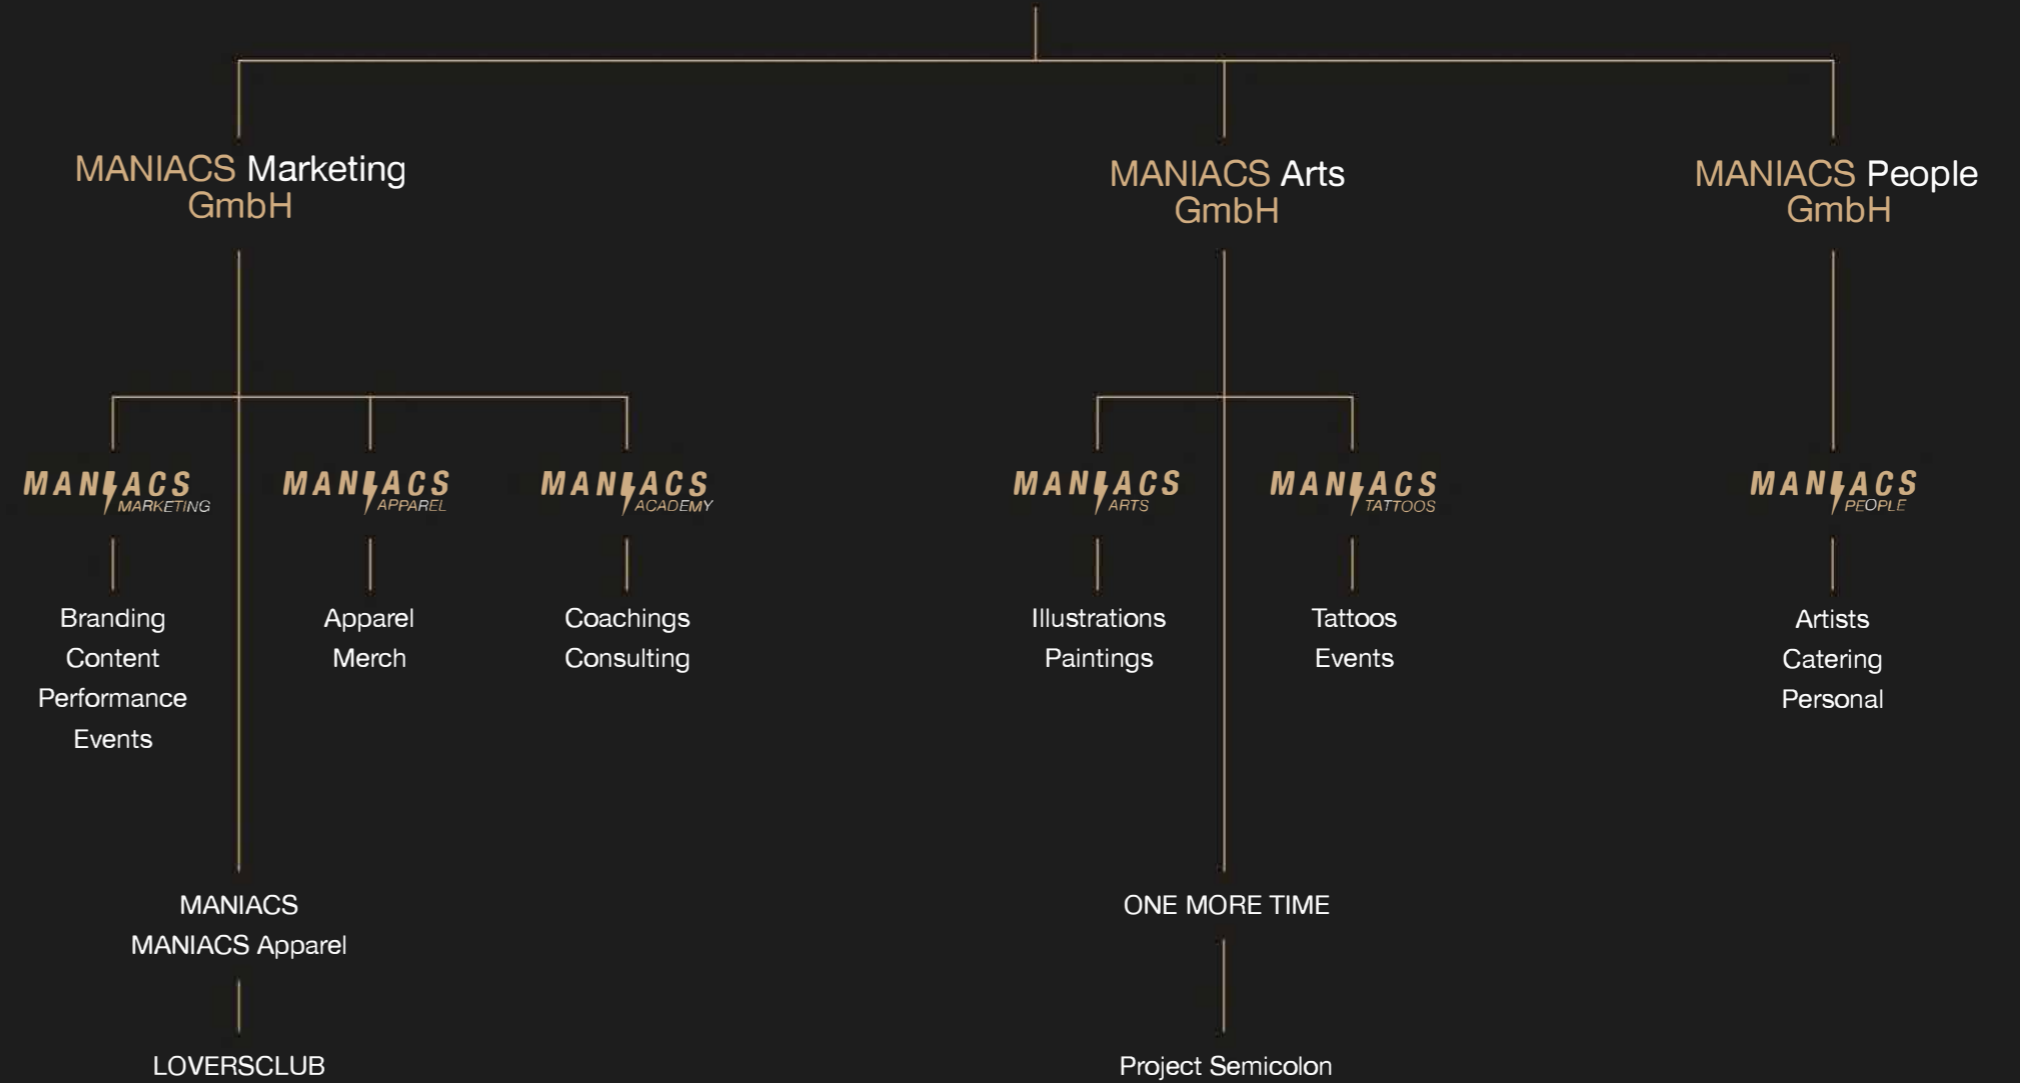 MANIACS Marketing
GmbH
MANIACS Arts
GmbH
MANIACS People
GmbH
MANIACS
MARKETING
MANIACS
APPAREL
MANIACS
ACADEMY
MANIACS
ARTS
MANIACS
TATTOOS
MANIACS
PEOPLE
Branding
Content
Performance
Events
Apparel
Merch
Coachings
Consulting
Illustrations
Paintings
Tattoos
Events
Artists
Catering
Personal
MANIACS
MANIACS Apparel
ONE MORE TIME
LOVERSCLUB
Project Semicolon